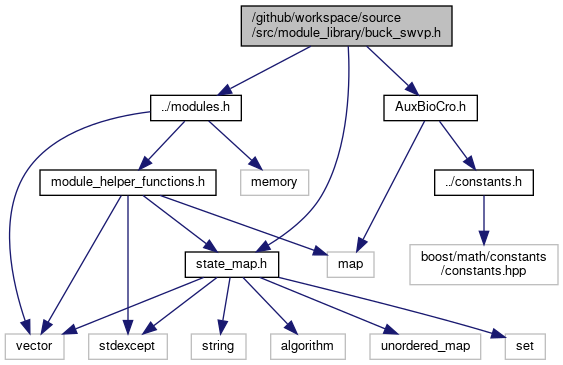 /github/workspace/source
/src/module_library/buck_swvp.h
../modules.h
AuxBioCro.h
module_helper_functions.h
memory
../constants.h
state_map.h
map
boost/math/constants
/constants.hpp
vector
stdexcept
string
algorithm
unordered_map
set